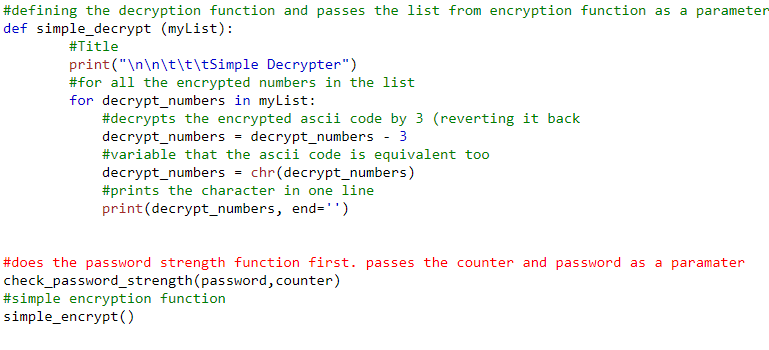 #defining the decryption function and passes the list from encryption function as a parameter
def simple_decrypt (myList):
        #Title
        print("\n\n\t\t\tSimple Decrypter")
        #for all the encrypted numbers in the list
        for decrypt_numbers in myList:
            #decrypts the encrypted ascii code by 3 (reverting it back
            decrypt_numbers = decrypt_numbers - 3
            #variable that the ascii code is equivalent too
            decrypt_numbers = chr(decrypt_numbers)
            #prints the character in one line
            print(decrypt_numbers, end='')
#does the password strength function first. passes the counter and password as a paramater
check_password_strength(password,counter)
#simple encryption function
simple_encrypt()